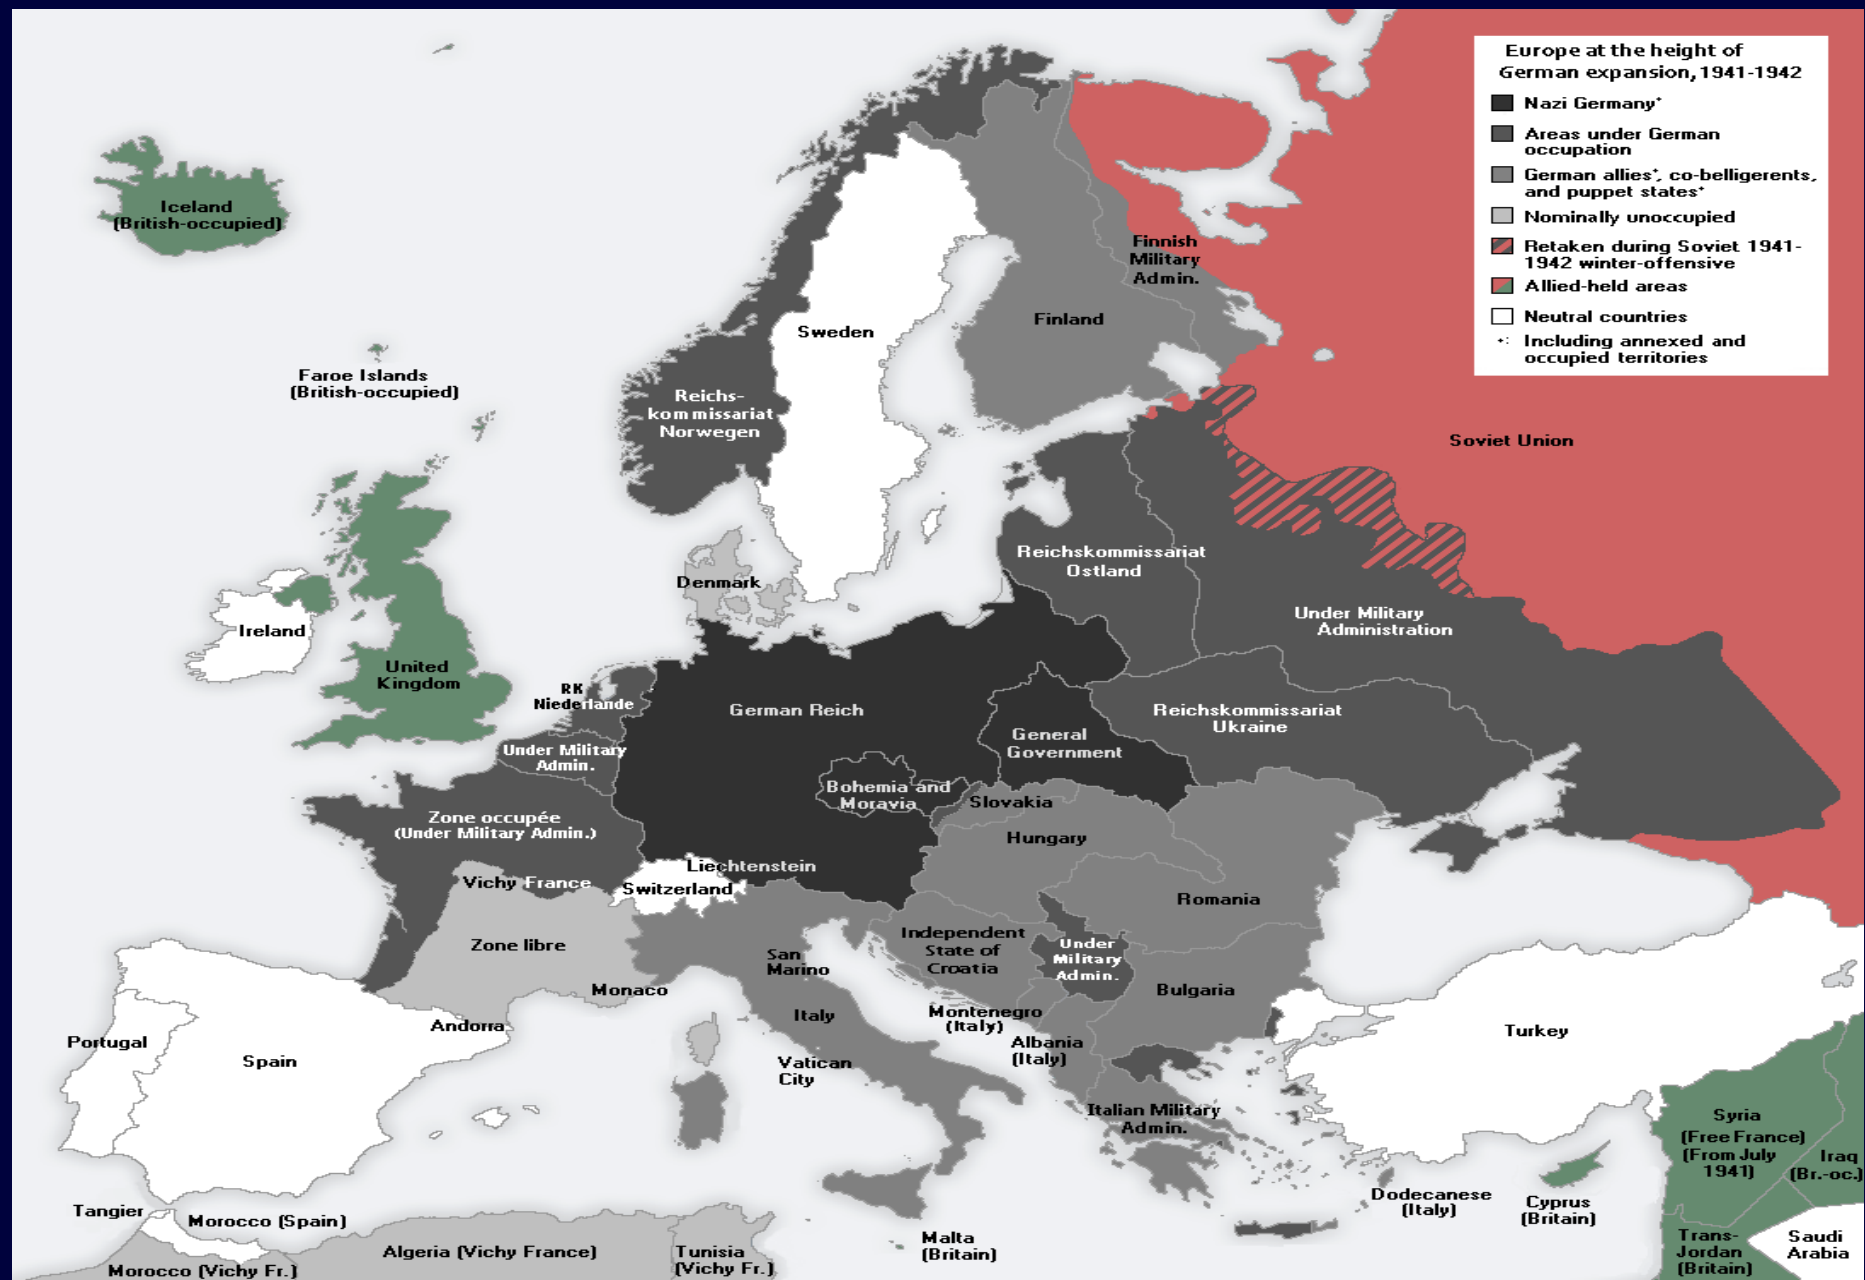 Europe at the height of
German expansion, 1941-1942
Nazi Germany⁺
Areas under German
occupation
German allies⁺, co-belligerents,
and puppet states⁺
Nominally unoccupied
Retaken during Soviet 1941-
1942 winter-offensive
Allied-held areas
Neutral countries
⁺: Including annexed and
occupied territories
Iceland
(British-occupied)
Faroe Islands
(British-occupied)
Finnish
Military
Admin.
Finland
Sweden
Reichs-
kommissariat
Norwegen
Soviet Union
Denmark
Reichskommissariat
Ostland
Under Military
Administration
Ireland
United
Kingdom
RK
Niederlande
German Reich
Reichskommissariat
Ukraine
General
Government
Under Military
Admin.
Bohemia and
Moravia
Slovakia
Zone occupée
(Under Military Admin.)
Hungary
Liechtenstein
Switzerland
Vichy France
Romania
Zone libre
Independent
State of
Croatia
Under
Military
Admin.
San
Marino
Monaco
Bulgaria
Andorra
Italy
Montenegro
(Italy)
Turkey
Portugal
Spain
Albania
(Italy)
Vatican
City
Italian Military
Admin.
Syria
(Free France)
(From July
1941)
Iraq
(Br.-oc.)
Dodecanese
(Italy)
Cyprus
(Britain)
Tangier
Morocco (Spain)
Algeria (Vichy France)
Tunisia
(Vichy Fr.)
Malta
(Britain)
Trans-
Jordan
(Britain)
Saudi
Arabia
Morocco (Vichy Fr.)